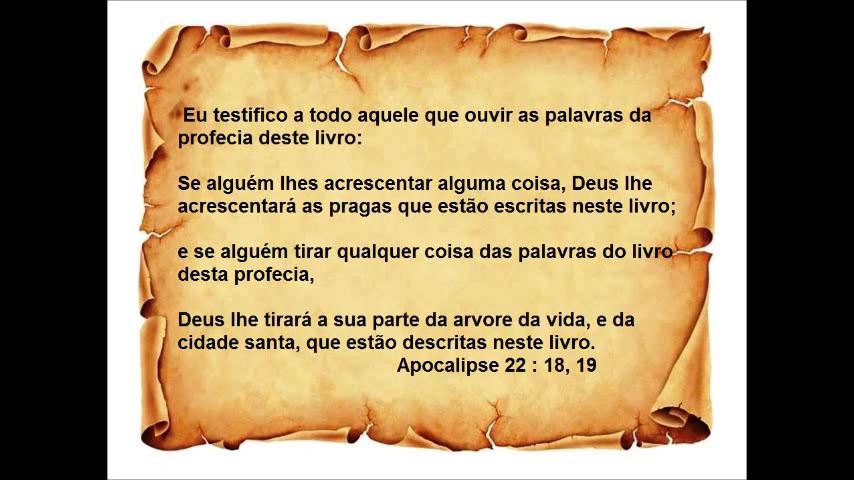 Eu testifico a todo aquele que ouvir as palavras da
profecia deste livro:
Se alguém lhes acrescentar alguma coisa, Deus lhe
acrescentará as pragas que estão escritas neste livro;
e se alguém tirar qualquer coisa das palavras do livro
desta profecia,
Deus lhe tirará a sua parte da arvore da vida, e da
cidade santa, que estão descritas neste livro.
Apocalipse 22 : 18, 19